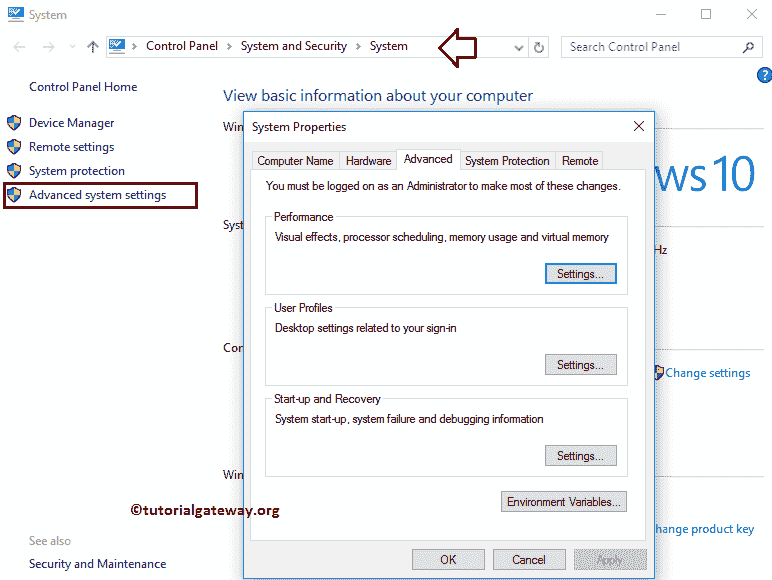 System
Control Panel > System and Security > System
Search Control Panel
?
Control Panel Home
Device Manager
Remote settings
System protection
Advanced system settings
See also
Security and Maintenance
View basic information about your computer
Win
ws 10
Syst
Hz
Con
Change settings
Win
hange product key
System Properties
Computer Name Hardware Advanced System Protection Remote
You must be logged on as an Administrator to make most of these changes.
Performance
Visual effects, processor scheduling, memory usage and virtual memory
Settings...
User Profiles
Desktop settings related to your sign-in
Settings...
Start-up and Recovery
System start-up, system failure and debugging information
Settings...
Environment Variables...
OK Cancel Apply
©tutorialgateway.org